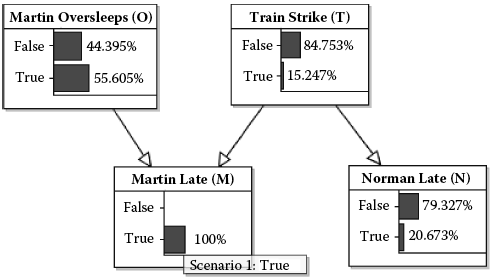 Martin Oversleeps (O)
False 44.395%
True 55.605%
Train Strike (T)
False 84.753%
True 15.247%
Martin Late (M)
False
True 100%
Scenario 1: True
Norman Late (N)
False 79.327%
True 20.673%